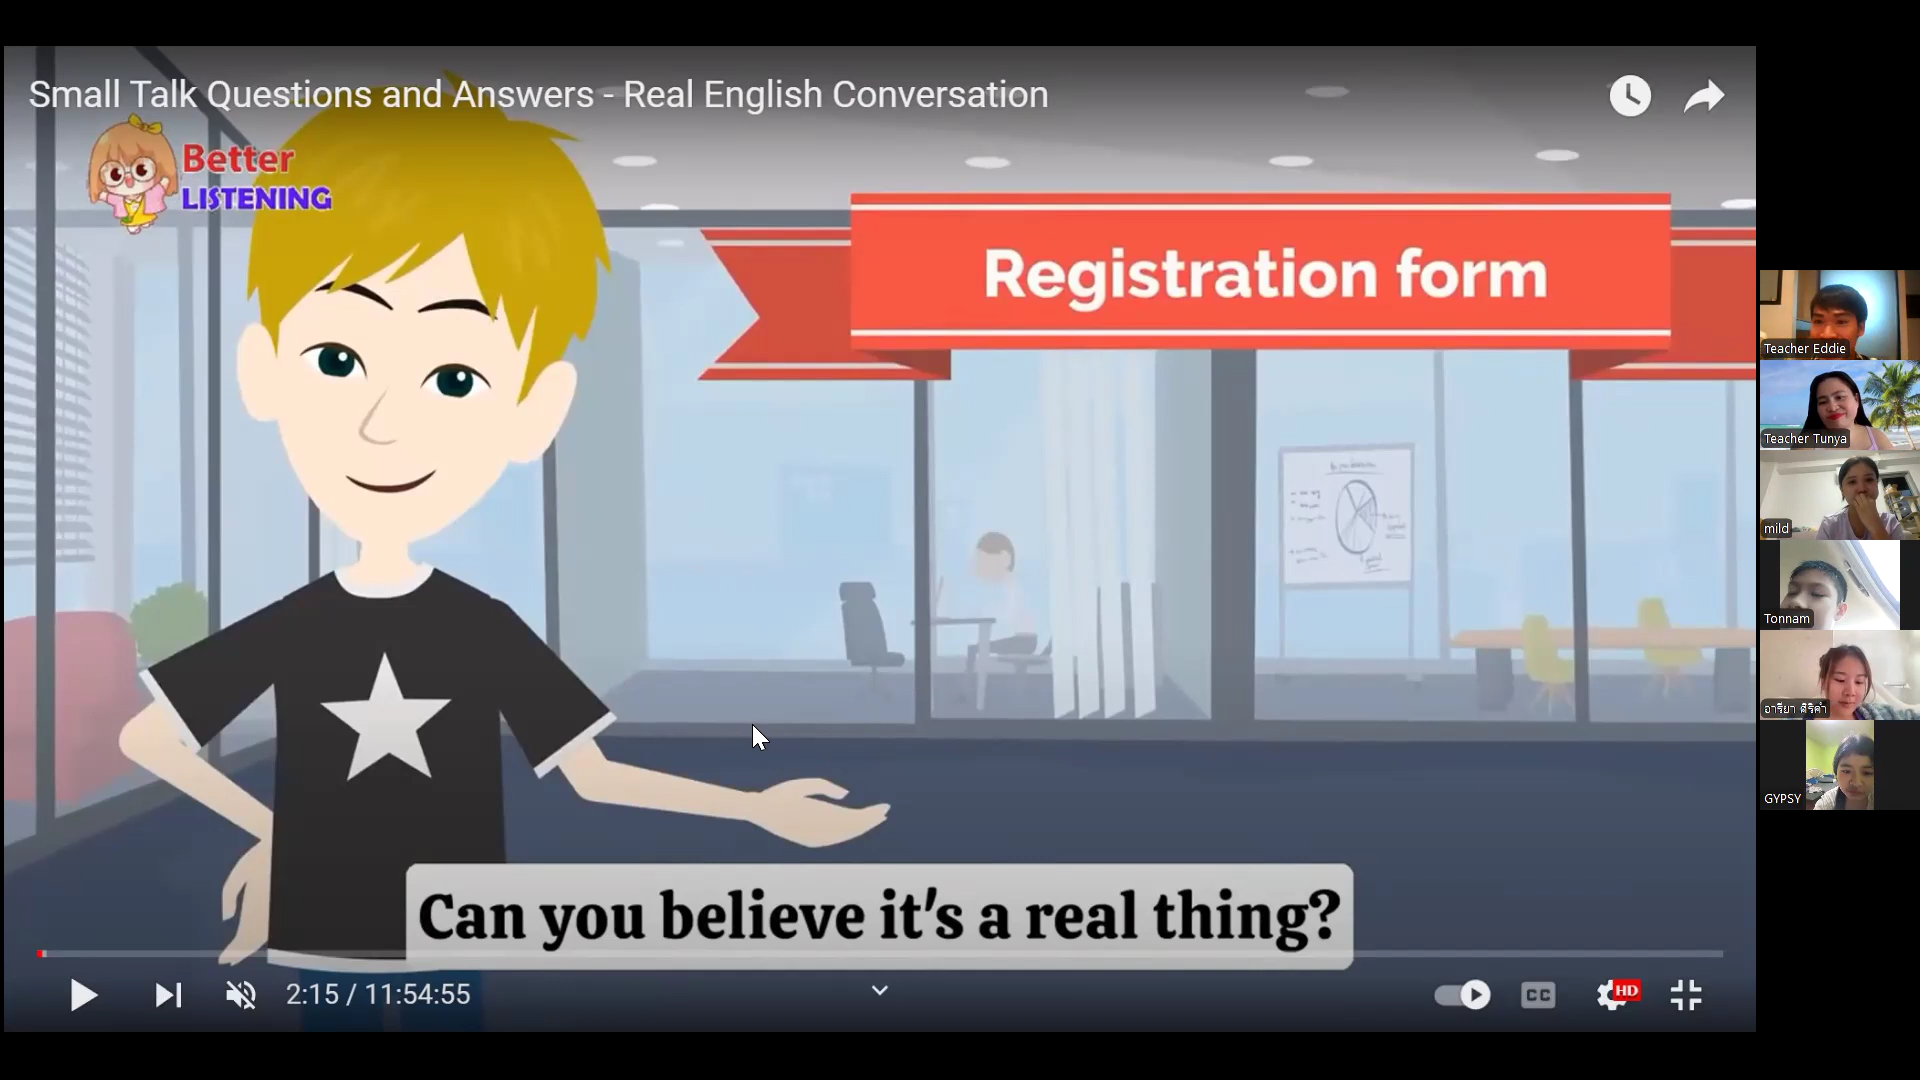 Small Talk Questions and Answers - Real English Conversation
Better
LISTENING
Registration form
Can you believe it's a real thing?
2:15 / 11:54:55
CC
HD
Teacher Eddie
Teacher Tunya
mild
Tonnam
อารียา ศิริคำ
GYPSY